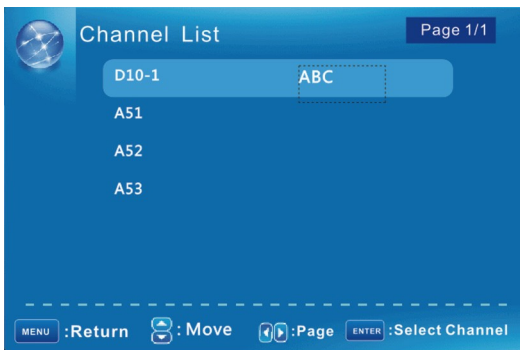 Channel List Page 1/1
D10-1 ABC
A51
A52
A53
MENU :Return :Move :Page ENTER :Select Channel